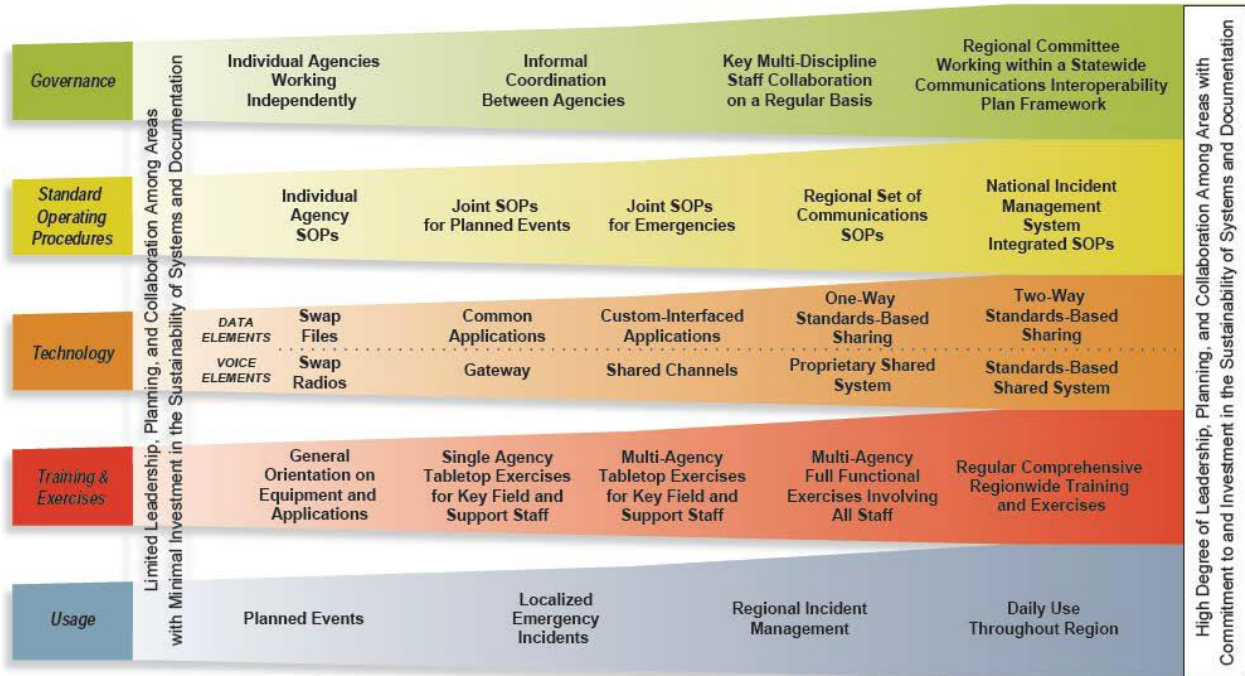 Limited Leadership, Planning, and Collaboration Among Areas
with Minimal Investment in the Sustainability of Systems and Documentation
Governance
Individual Agencies
Working
Independently
Informal
Coordination
Between Agencies
Key Multi-Discipline
Staff Collaboration
on a Regular Basis
Regional Committee
Working within a Statewide
Communications Interoperability
Plan Framework
Standard
Operating
Procedures
Individual
Agency
SOPs
Joint SOPs
for Planned Events
Joint SOPs
for Emergencies
Regional Set of
Communications
SOPs
National Incident
Management
System
Integrated SOPs
Technology
DATA
ELEMENTS
Swap
Files
Common
Applications
Custom-Interfaced
Applications
One-Way
Standards-Based
Sharing
Two-Way
Standards-Based
Sharing
VOICE
ELEMENTS
Swap
Radios
Gateway
Shared Channels
Proprietary Shared
System
Standards-Based
Shared System
Training &
Exercises
General
Orientation on
Equipment and
Applications
Single Agency
Tabletop Exercises
for Key Field and
Support Staff
Multi-Agency
Tabletop Exercises
for Key Field and
Support Staff
Multi-Agency
Full Functional
Exercises Involving
All Staff
Regular Comprehensive
Regionwide Training
and Exercises
Usage
Planned Events
Localized
Emergency
Incidents
Regional Incident
Management
Daily Use
Throughout Region
High Degree of Leadership, Planning, and Collaboration Among Areas with
Commitment to and Investment in the Sustainability of Systems and Documentation